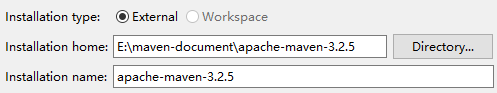 Installation type: External Workspace
Installation home: E:\maven-document\apache-maven-3.2.5 Directory...
Installation name: apache-maven-3.2.5